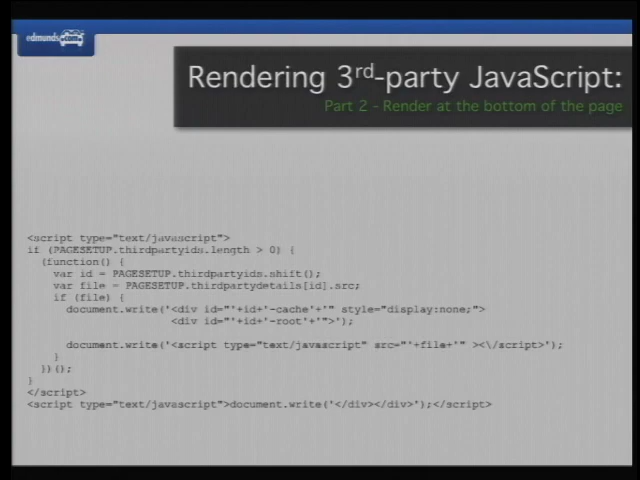 edmunds.com
Rendering 3rd-party JavaScript:
Part 2 - Render at the bottom of the page
<script type="text/javascript">
if (PAGESETUP.thirdpartyids.length > 0) {
(function() {
var id = PAGESETUP.thirdpartyids.shift();
var file = PAGESETUP.thirdpartydetails[id].src;
if (file) {
document.write('<div id="'+id+'-cache'+'" style="display:none;">
<div id="'+id+'-root'+'">');
document.write('<script type="text/javascript" src="'+file+'" ><\/script>');
}
})();
}
</script>
<script type="text/javascript">document.write('</div></div>');</script>